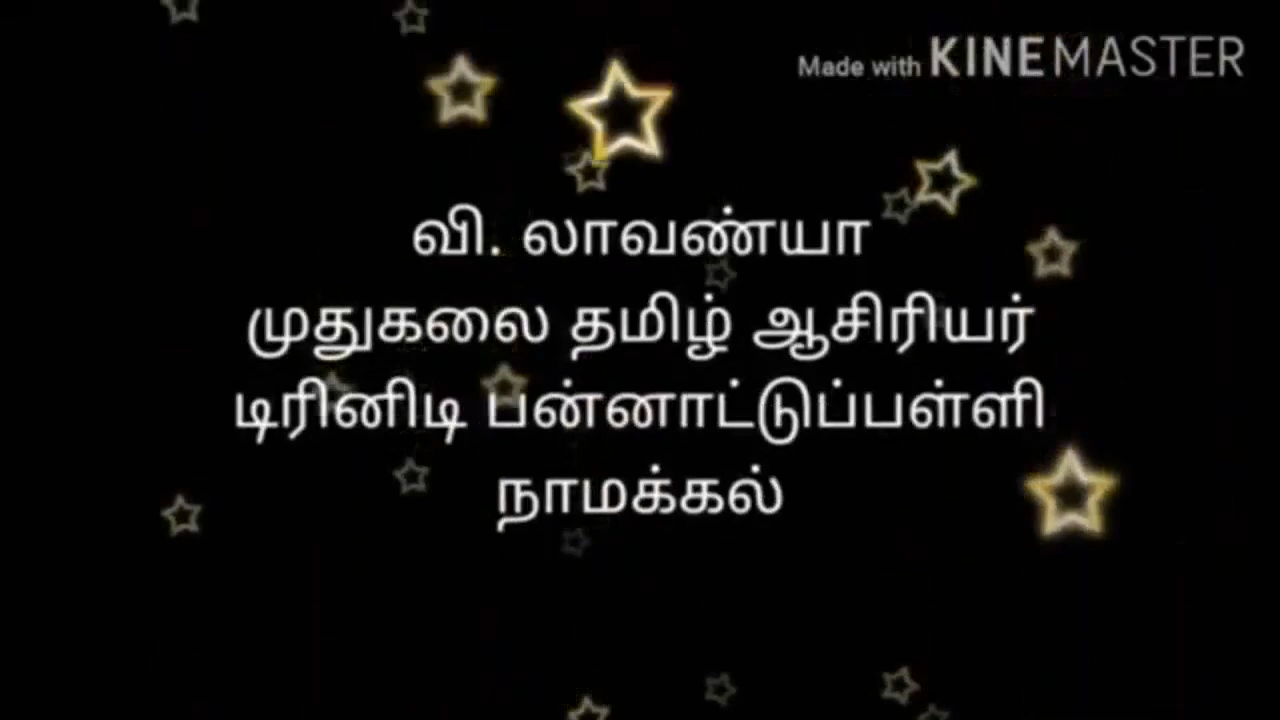 Made with KINEMASTER
வி. லாவண்யா
முதுகலை தமிழ் ஆசிரியர்
டிரினிடி பன்னாட்டுப்பள்ளி
நாமக்கல்